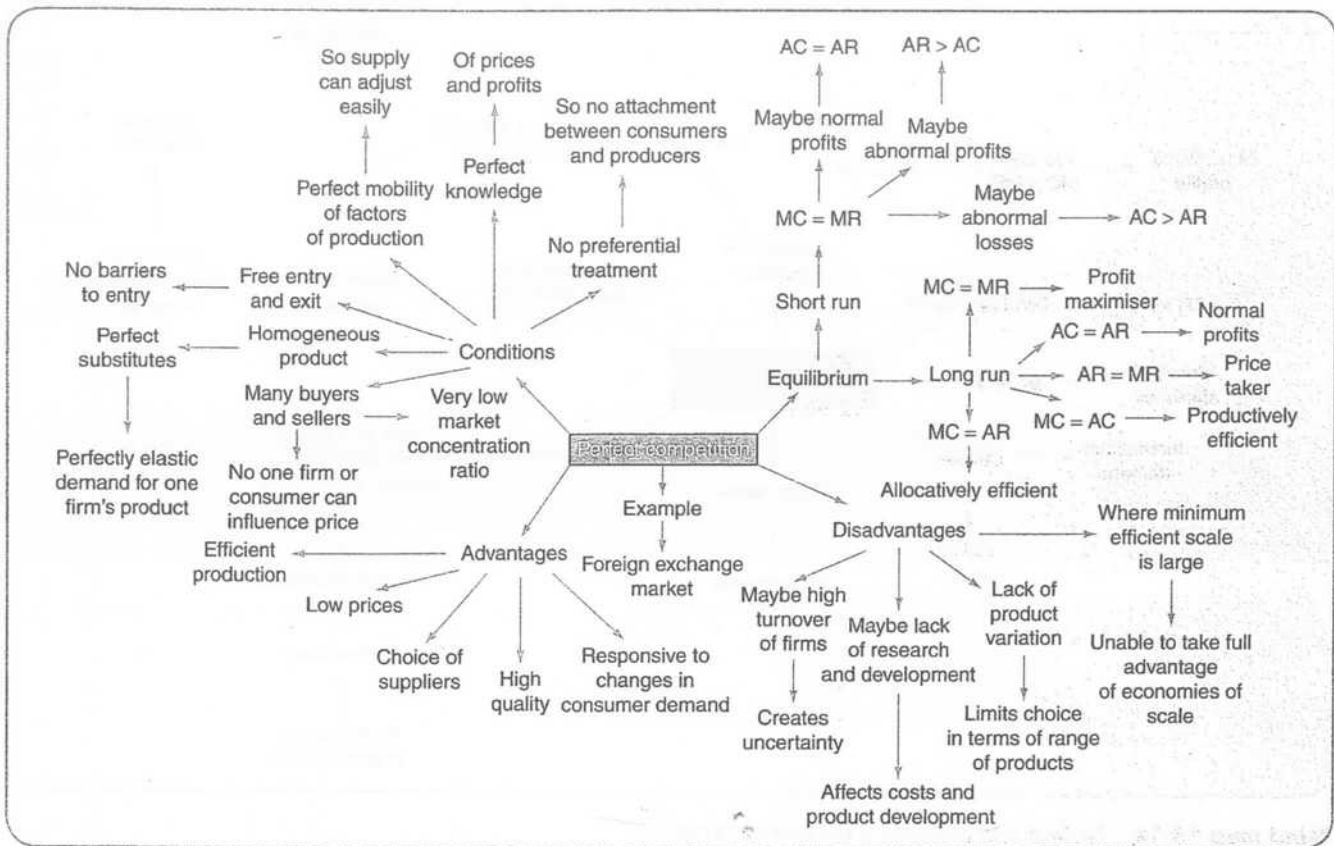 So supply
can adjust
easily
Of prices
and profits
So no attachment
between consumers
and producers
Perfect mobility
of factors
of production
Perfect
knowledge
No preferential
treatment
No barriers
to entry
Free entry
and exit
Perfect
substitutes
Homogeneous
product
Conditions
Many buyers
and sellers
Very low
market
concentration
ratio
Perfectly elastic
demand for one
firm's product
No one firm or
consumer can
influence price
AC = AR
AR > AC
Maybe normal
profits
Maybe
abnormal profits
MC = MR
Maybe
abnormal
losses
AC > AR
Short run
MC = MR
Profit
maximiser
AC = AR
Normal
profits
Equilibrium
Long run
AR = MR
Price
taker
MC = AC
Productively
efficient
MC = AR
Allocatively efficient
Perfect competition
Example
Foreign exchange
market
Advantages
Efficient
production
Low prices
Choice of
suppliers
High
quality
Responsive to
changes in
consumer demand
Disadvantages
Where minimum
efficient scale
is large
Maybe high
turnover
of firms
Maybe lack
of research
and development
Lack of
product
variation
Unable to take full
advantage
of economies of
scale
Creates
uncertainty
Limits choice
in terms of range
of products
Affects costs and
product development